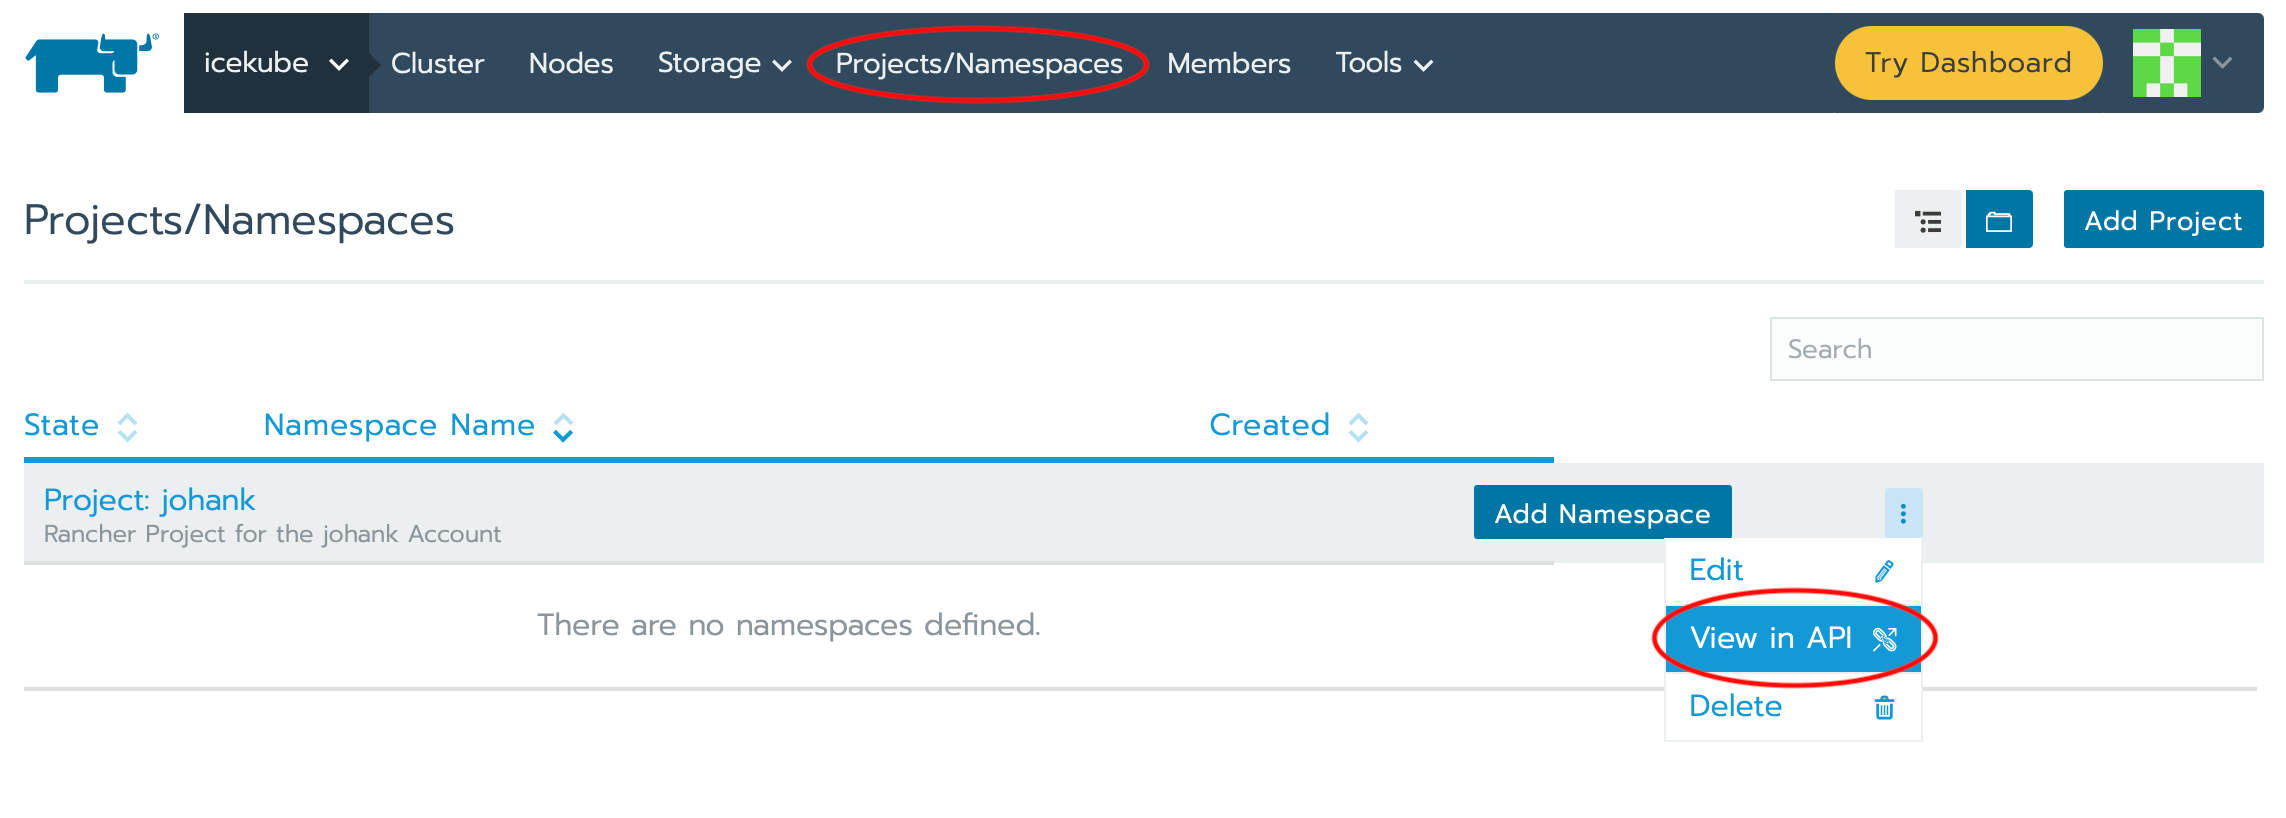 icekube Cluster Nodes Storage Projects/Namespaces Members Tools Try Dashboard
Projects/Namespaces Add Project
Search
State Namespace Name Created
Project: johank
Rancher Project for the johank Account
Add Namespace
Edit
There are no namespaces defined.
View in API
Delete